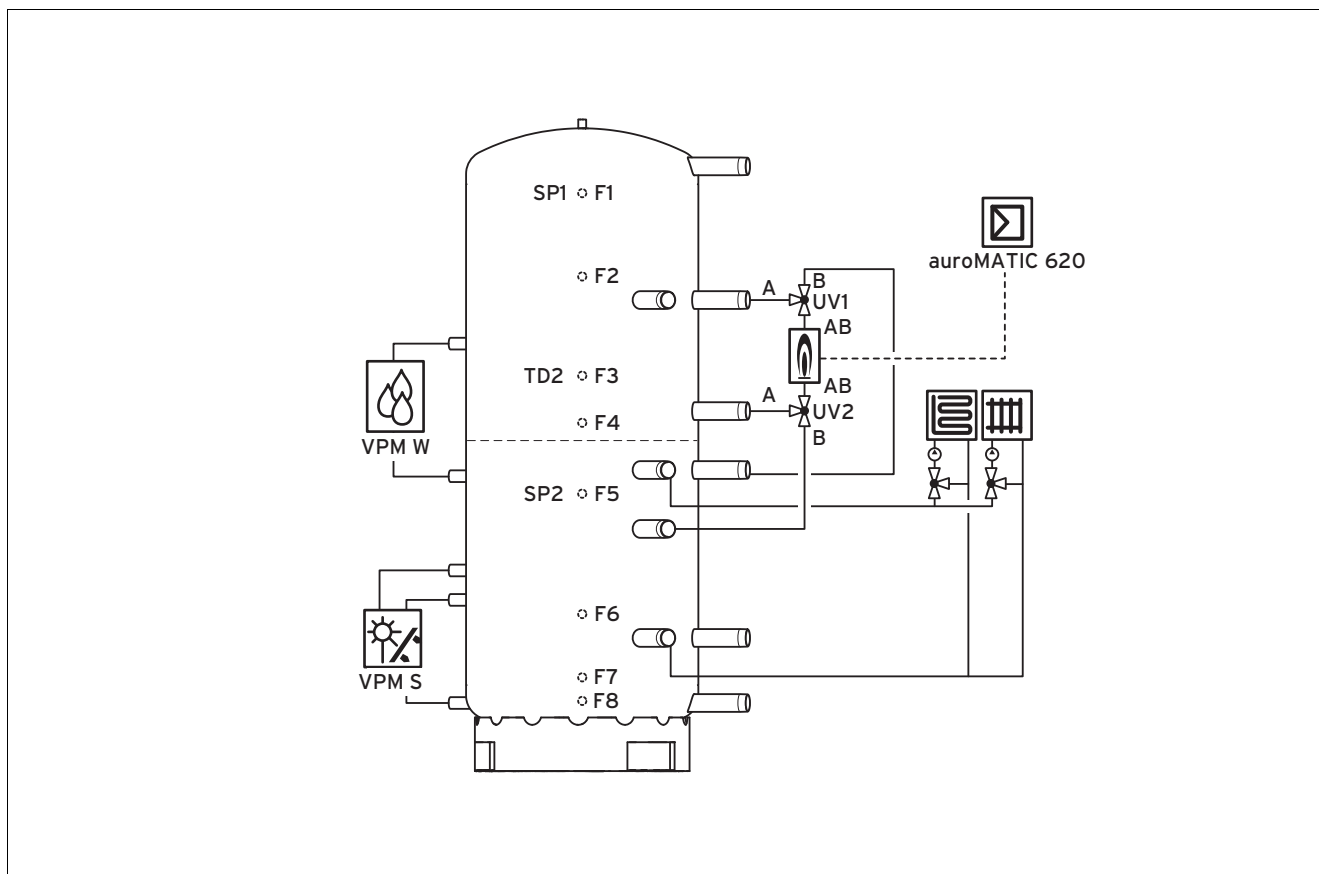 SP1 F1
auroMATIC 620
F2
A
B
UV1
AB
TD2 F3
AB
A
UV2
F4
B
VPM W
SP2 F5
F6
F7
VPM S
F8